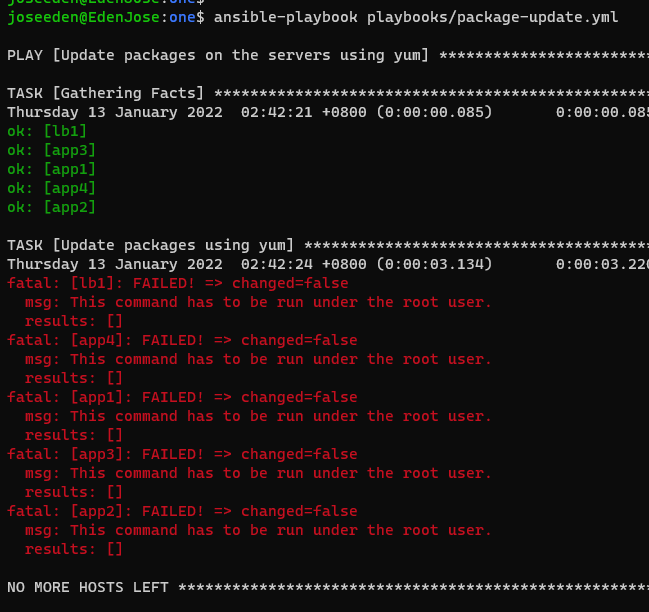 joseeden@EdenJose:one$
joseeden@EdenJose:one$ ansible-playbook playbooks/package-update.yml
PLAY [Update packages on the servers using yum] ************************
TASK [Gathering Facts] *************************************************
Thursday 13 January 2022  02:42:21 +0800 (0:00:00.085)       0:00:00.085
ok: [lb1]
ok: [app3]
ok: [app1]
ok: [app4]
ok: [app2]
TASK [Update packages using yum] ***************************************
Thursday 13 January 2022  02:42:24 +0800 (0:00:03.134)       0:00:03.220
fatal: [lb1]: FAILED! => changed=false
  msg: This command has to be run under the root user.
  results: []
fatal: [app4]: FAILED! => changed=false
  msg: This command has to be run under the root user.
  results: []
fatal: [app1]: FAILED! => changed=false
  msg: This command has to be run under the root user.
  results: []
fatal: [app3]: FAILED! => changed=false
  msg: This command has to be run under the root user.
  results: []
fatal: [app2]: FAILED! => changed=false
  msg: This command has to be run under the root user.
  results: []
NO MORE HOSTS LEFT *****************************************************